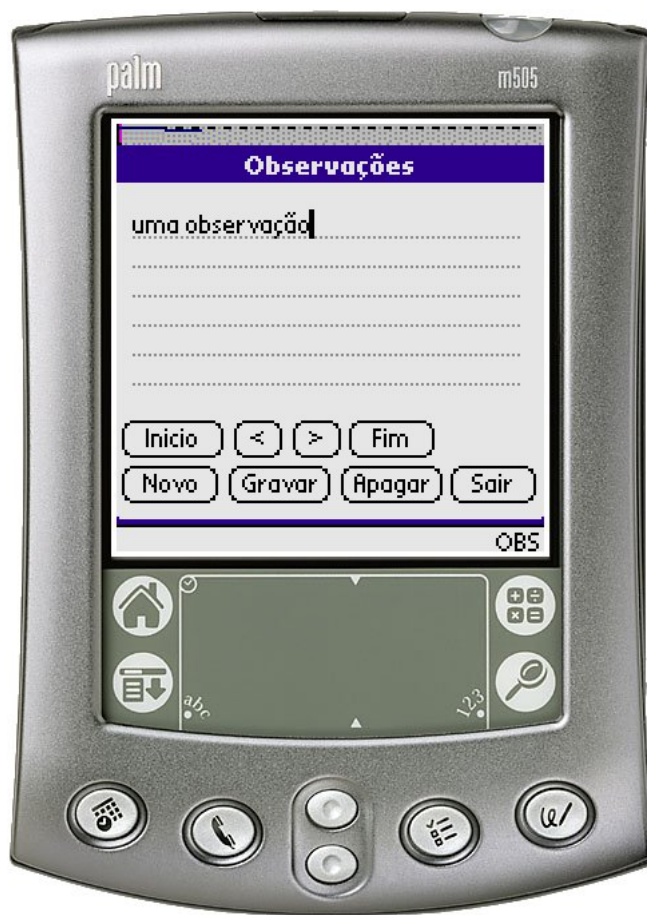 palm
m505
Observações
uma observação
Inicio < > Fim
Novo Gravar Apagar Sair
OBS
abc
123